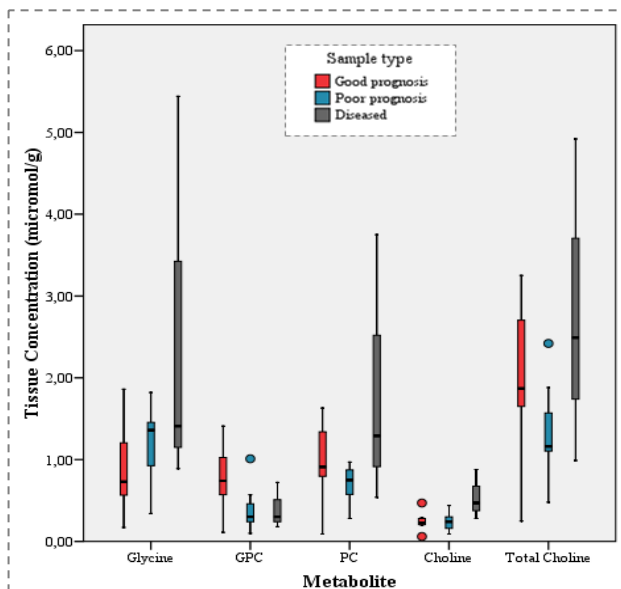 6,00
5,00
4,00
3,00
2,00
1,00
0,00
Tissue Concentration (micromol/g)
Sample type
Good prognosis
Poor prognosis
Diseased
Glycine GPC PC Choline Total Choline
Metabolite